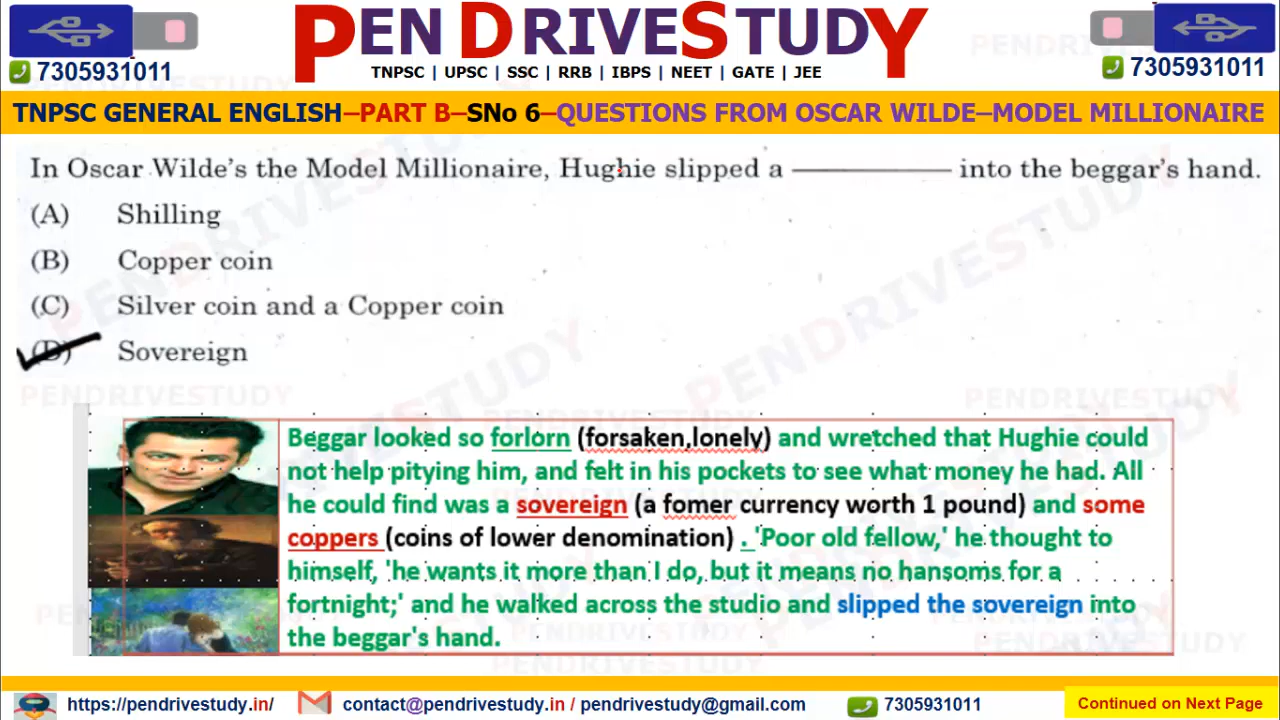 PENDRIVESTUDY
7305931011
TNPSC | UPSC | SSC | RRB | IBPS | NEET | GATE | JEE
7305931011
TNPSC GENERAL ENGLISH–PART B–SNo 6–QUESTIONS FROM OSCAR WILDE–MODEL MILLIONAIRE
In Oscar Wilde's the Model Millionaire, Hughie slipped a ————— into the beggar's hand.
(A) Shilling
(B) Copper coin
(C) Silver coin and a Copper coin
(D) Sovereign
Beggar looked so forlorn (forsaken,lonely) and wretched that Hughie could
not help pitying him, and felt in his pockets to see what money he had. All
he could find was a sovereign (a fomer currency worth 1 pound) and some
coppers (coins of lower denomination) . 'Poor old fellow,' he thought to
himself, 'he wants it more than I do, but it means no hansoms for a
fortnight;' and he walked across the studio and slipped the sovereign into
the beggar's hand.
https://pendrivestudy.in/
contact@pendrivestudy.in / pendrivestudy@gmail.com
7305931011
Continued on Next Page